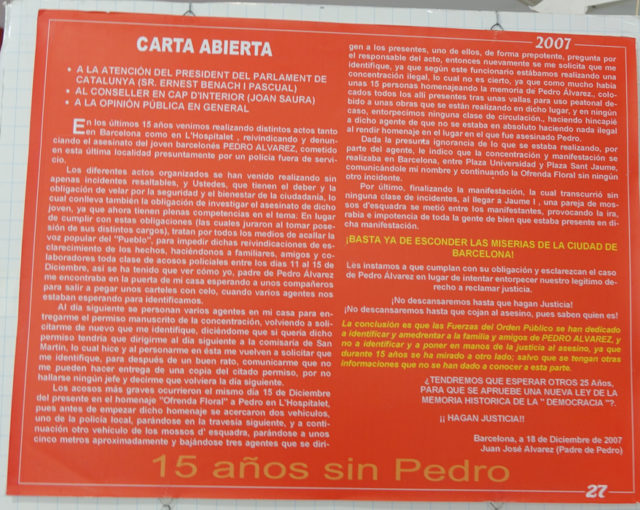 2007
CARTA ABIERTA
• A LA ATENCIÓN DEL PRESIDENT DEL PARLAMENT DE
CATALUNYA (SR. ERNEST BENACH I PASCUAL)
• AL CONSELLER EN CAP D'INTERIOR (JOAN SAURA)
• A LA OPINIÓN PÚBLICA EN GENERAL
En los últimos 15 años venimos realizando distintos actos tanto
en Barcelona como en L'Hospitalet , reivindicando y denun-
ciando el asesinato del joven barcelonés PEDRO ALVAREZ, cometido
en esta última localidad presuntamente por un policía fuera de servi-
cio.
Los diferentes actos organizados se han venido realizando sin
apenas incidentes resaltables, y Ustedes, que tienen el deber y la
obligación de velar por la seguridad y el bienestar de la ciudadanía, lo
cual conlleva también la obligación de investigar el asesinato de dicho
joven, ya que ahora tienen plenas competencias en el tema. En lugar
de cumplir con estas obligaciones (las cuales juraron al tomar pose-
sión de sus distintos cargos), tratan por todos los medios de acallar la
voz popular del "Pueblo", para impedir dichas reivindicaciones de es-
clarecimiento de los hechos, haciéndonos a familiares, amigos y co-
laboradores toda clase de acosos policiales entre los días 11 al 15 de
Diciembre, así se ha tenido que ver cómo yo, padre de Pedro Álvarez
me encontraba en la puerta de mi casa esperando a unos compañeros
para salir a pegar unos carteles con celo, cuando varios agentes nos
estaban esperando para identificarnos.
Al día siguiente se personan varios agentes en mi casa para en-
tregarme el permiso manuscrito de la concentración, volviendo a soli-
citarme de nuevo que me identifique, diciéndome que si quería dicho
permiso tendría que dirigirme al día siguiente a la comisaría de San
Martin, lo cual hice y al personarme en ésta me vuelven a solicitar que
me identifique, para después de un buen rato, comunicarme que no
me pueden hacer entrega de una copia del citado permiso, por no
hallarse ningún jefe y decirme que volviera la día siguiente.
Los acosos más graves ocurrieron el mismo día 15 de Diciembre
del presente en el homenaje "Ofrenda Floral" a Pedro en L'Hospitalet,
pues antes de empezar dicho homenaje se acercaron dos vehículos,
uno de la policía local, parándose en la travesía siguiente, y a conti-
nuación otro vehículo de los mossos d' esquadra, parándose a unos
cinco metros aproximadamente y bajándose tres agentes que se diri-
gen a los presentes, uno de ellos, de forma prepotente, pregunta por
el responsable del acto, entonces nuevamente se me solicita que me
identifique, ya que según este funcionario estábamos realizando una
concentración ilegal, lo cual no es cierto, ya que como mucho había
unas 15 personas homenajeando la memoria de Pedro Álvarez., colo-
cados todos allí presentes tras unas vallas para uso peatonal de-
bido a unas obras que se están realizando en dicho lugar, y en ningún
caso, entorpecimos ninguna clase de circulación., haciendo hincapié
a dicho agente de que no se estaba en absoluto haciendo nada ilegal
al rendir homenaje en el lugar en el que fue asesinado Pedro.
Dada la presunta ignorancia de lo que se estaba realizando, por
parte del agente, le indico que la concentración y manifestación se
realizaba en Barcelona, entre Plaza Universidad y Plaza Sant Jaume,
comunicándole mi nombre y continuando la Ofrenda Floral sin ningún
otro incidente.
Por último, finalizando la manifestación, la cual transcurrió sin
ninguna clase de incidentes, al llegar a Jaume I , una pareja de mos-
sos d'esquadra se metió entre los manifestantes, provocando la ira,
rabia e impotencia de toda la gente de bien que estaba presente en di-
cha manifestación.
¡BASTA YA DE ESCONDER LAS MISERIAS DE LA CIUDAD DE
BARCELONA!
Les instamos a que cumplan con su obligación y esclarezcan el caso
de Pedro Álvarez en lugar de intentar entorpecer nuestro legítimo de-
recho a reclamar justicia.
¡No descansaremos hasta que hagan Justicia!
¡No descansaremos hasta que cojan al asesino, pues saben quien es!
La conclusión es que las Fuerzas del Orden Público se han dedicado
a identificar y amedrentar a la familia y amigos de PEDRO ALVAREZ, y
no a identificar y a poner en manos de la justicia al asesino, ya que
durante 15 años se ha mirado a otro lado; salvo que se tengan otras
informaciones que no se han dado a conocer a esta parte.
¿TENDREMOS QUE ESPERAR OTROS 25 Años,
PARA QUE SE APRUEBE UNA NUEVA LEY DE LA
MEMORIA HISTORICA DE LA " DEMOCRACIA "?.
¡¡ HAGAN JUSTICIA!!
Barcelona, a 18 de Diciembre de 2007
Juan José Alvarez (Padre de Pedro)
15 años sin Pedro
27